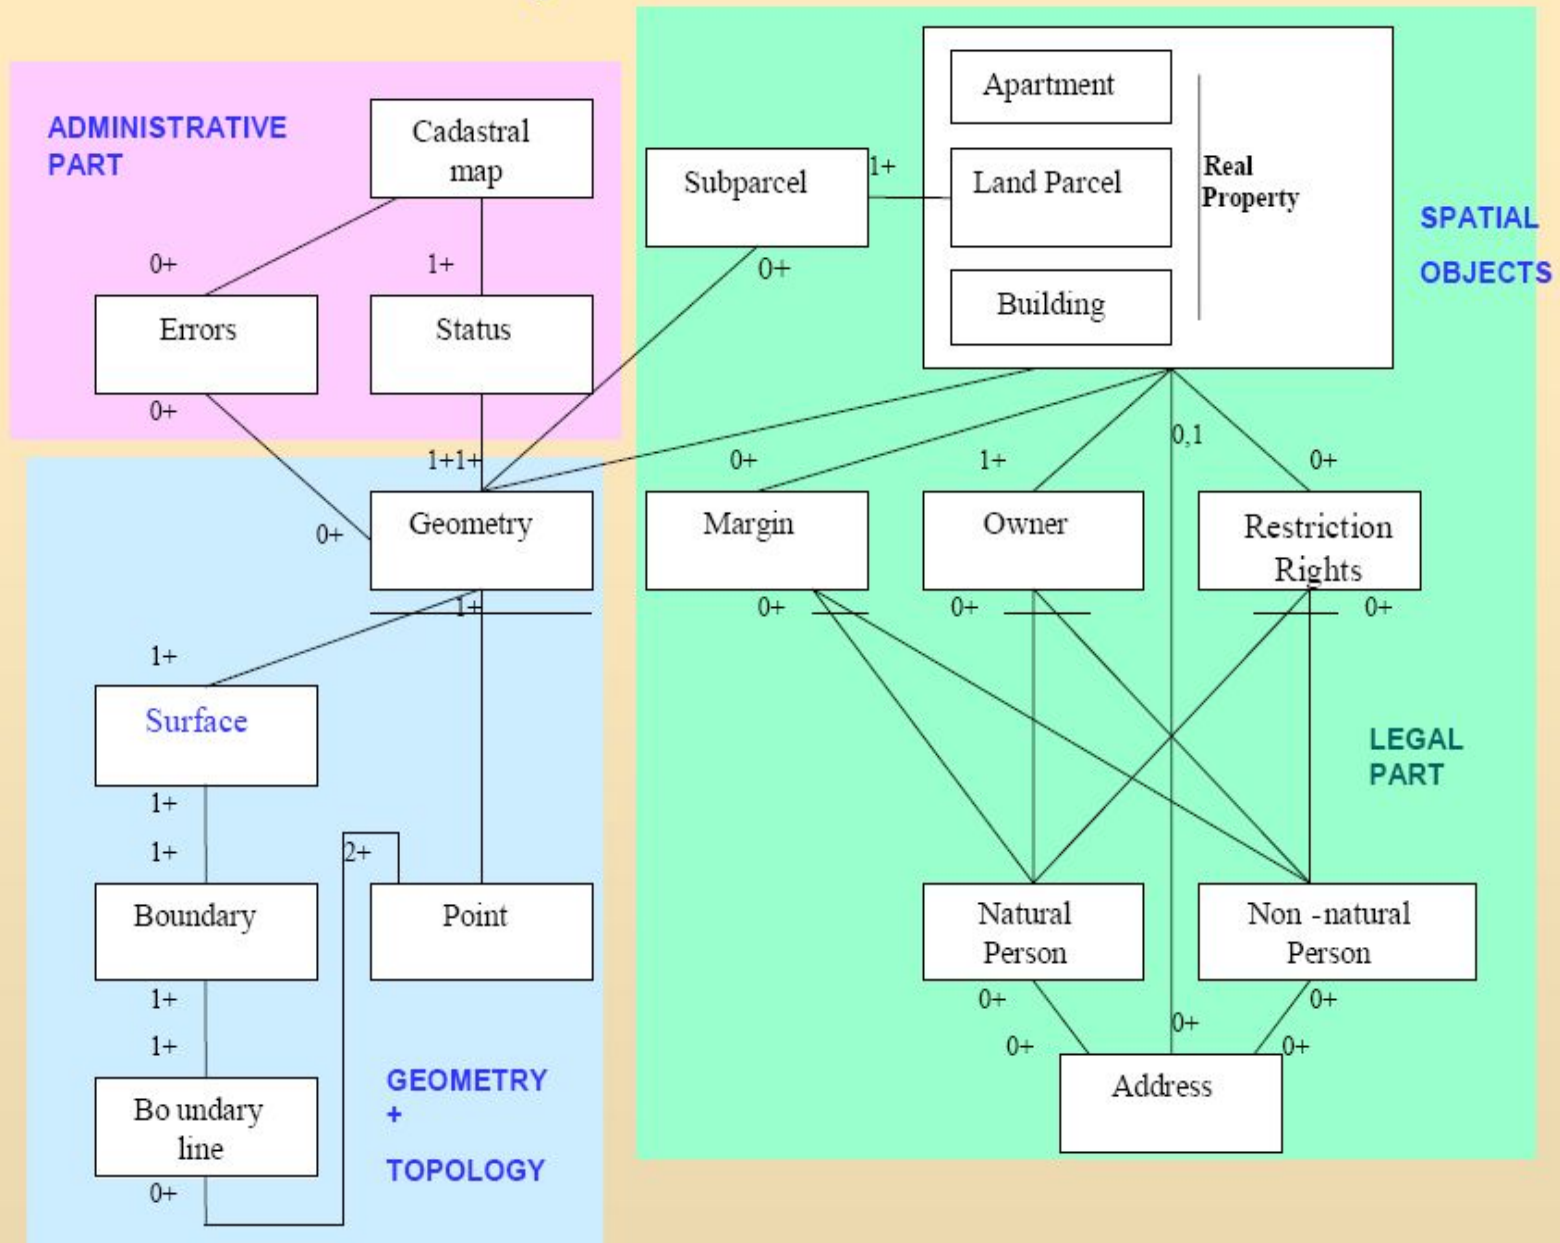 ADMINISTRATIVE
PART
Cadastral
map
0+
1+
Errors
Status
0+
1+1+
Apartment
Subparcel
1+
Land Parcel
Real
Property
0+
Building
SPATIAL
OBJECTS
0+
Geometry
1+
1+
Surface
1+
1+
2+
Boundary
Point
1+
1+
Bo undary
line
0+
GEOMETRY
+
TOPOLOGY
0+
1+
0,1
0+
Margin
Owner
Restriction
Rights
0+
0+
0+
LEGAL
PART
Natural
Person
Non -natural
Person
0+
0+
0+
0+
0+
Address